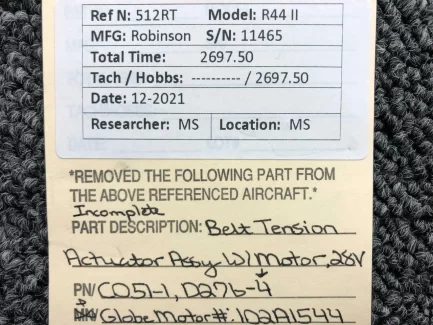 Ref N: 512RT Model: R44 II
MFG: Robinson S/N: 11465
Total Time: 2697.50
Tach / Hobbs: ---------- / 2697.50
Date: 12-2021
Researcher: MS Location: MS
*REMOVED THE FOLLOWING PART FROM
THE ABOVE REFERENCED AIRCRAFT.*
Incomplete
PART DESCRIPTION: Belt Tension
Actuator Assy W/Motor, 28V
PN/ C051-1, D276-4
Globe Motor#: 102A1544